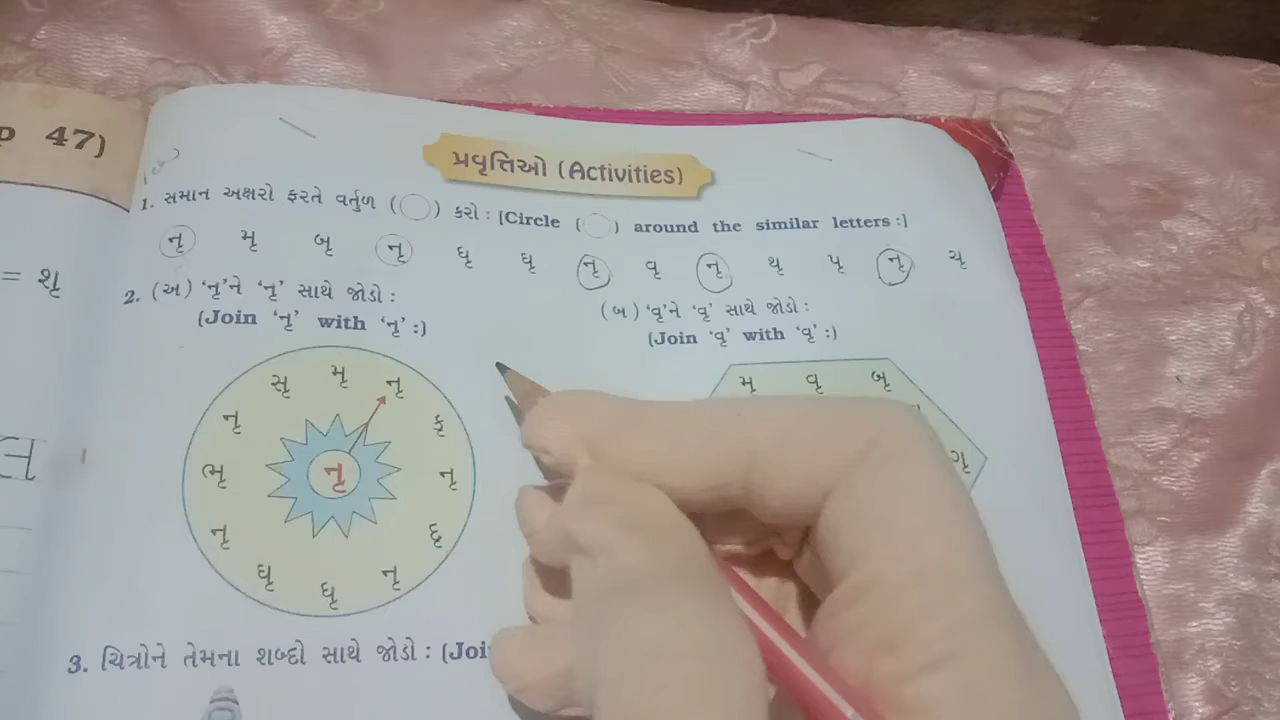 47)
પ્રવૃત્તિઓ (Activities)
1. સમાન અક્ષરો ફરતે વર્તુળ ( ) કરો : [Circle ( ) around the similar letters :]
નૃ મૃ બૃ નૃ ધૃ ઘૃ નૃ વૃ નૃ થૃ પૃ નૃ ચૃ
= શૃ
2. (અ) ‘નૃ’ને ‘નૃ’ સાથે જોડો :
(Join ‘નૃ’ with ‘નૃ’ :)
(બ) ‘વૃ’ને ‘વૃ’ સાથે જોડો :
(Join ‘વૃ’ with ‘વૃ’ :)
સૃ મૃ નૃ
નૃ કૃ
ભૃ નૃ નૃ
નૃ દૃ
ઘૃ ધૃ નૃ
મૃ વૃ બૃ
ગૃ
3. ચિત્રોને તેમના શબ્દો સાથે જોડો : (Joi